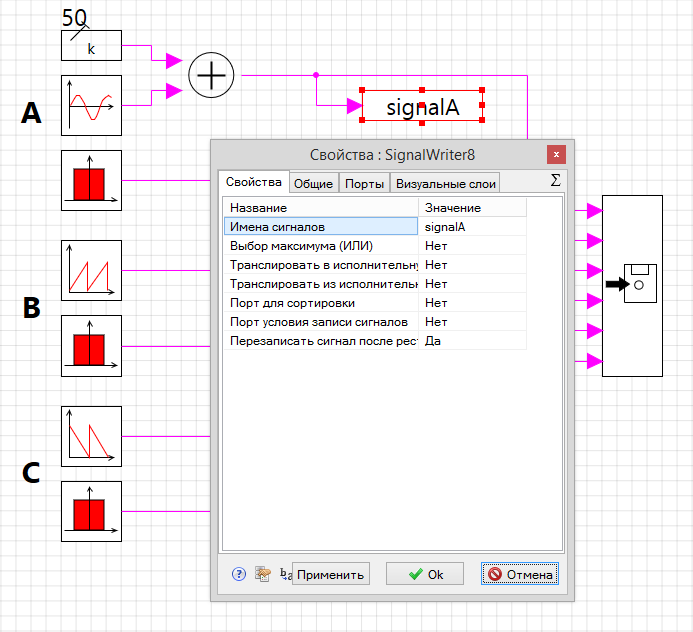 50
k
A
signalA
Свойства : SignalWriter8
x
Свойства Общие Порты Визуальные слои Σ
Название Значение
Имена сигналов signalA
Выбор максимума (ИЛИ) Нет
Транслировать в исполнительну Нет
Транслировать из исполнительн Нет
Порт для сортировки Нет
Порт условия записи сигналов Нет
Перезаписать сигнал после рест Да
B
C
? Применить Ok Отмена